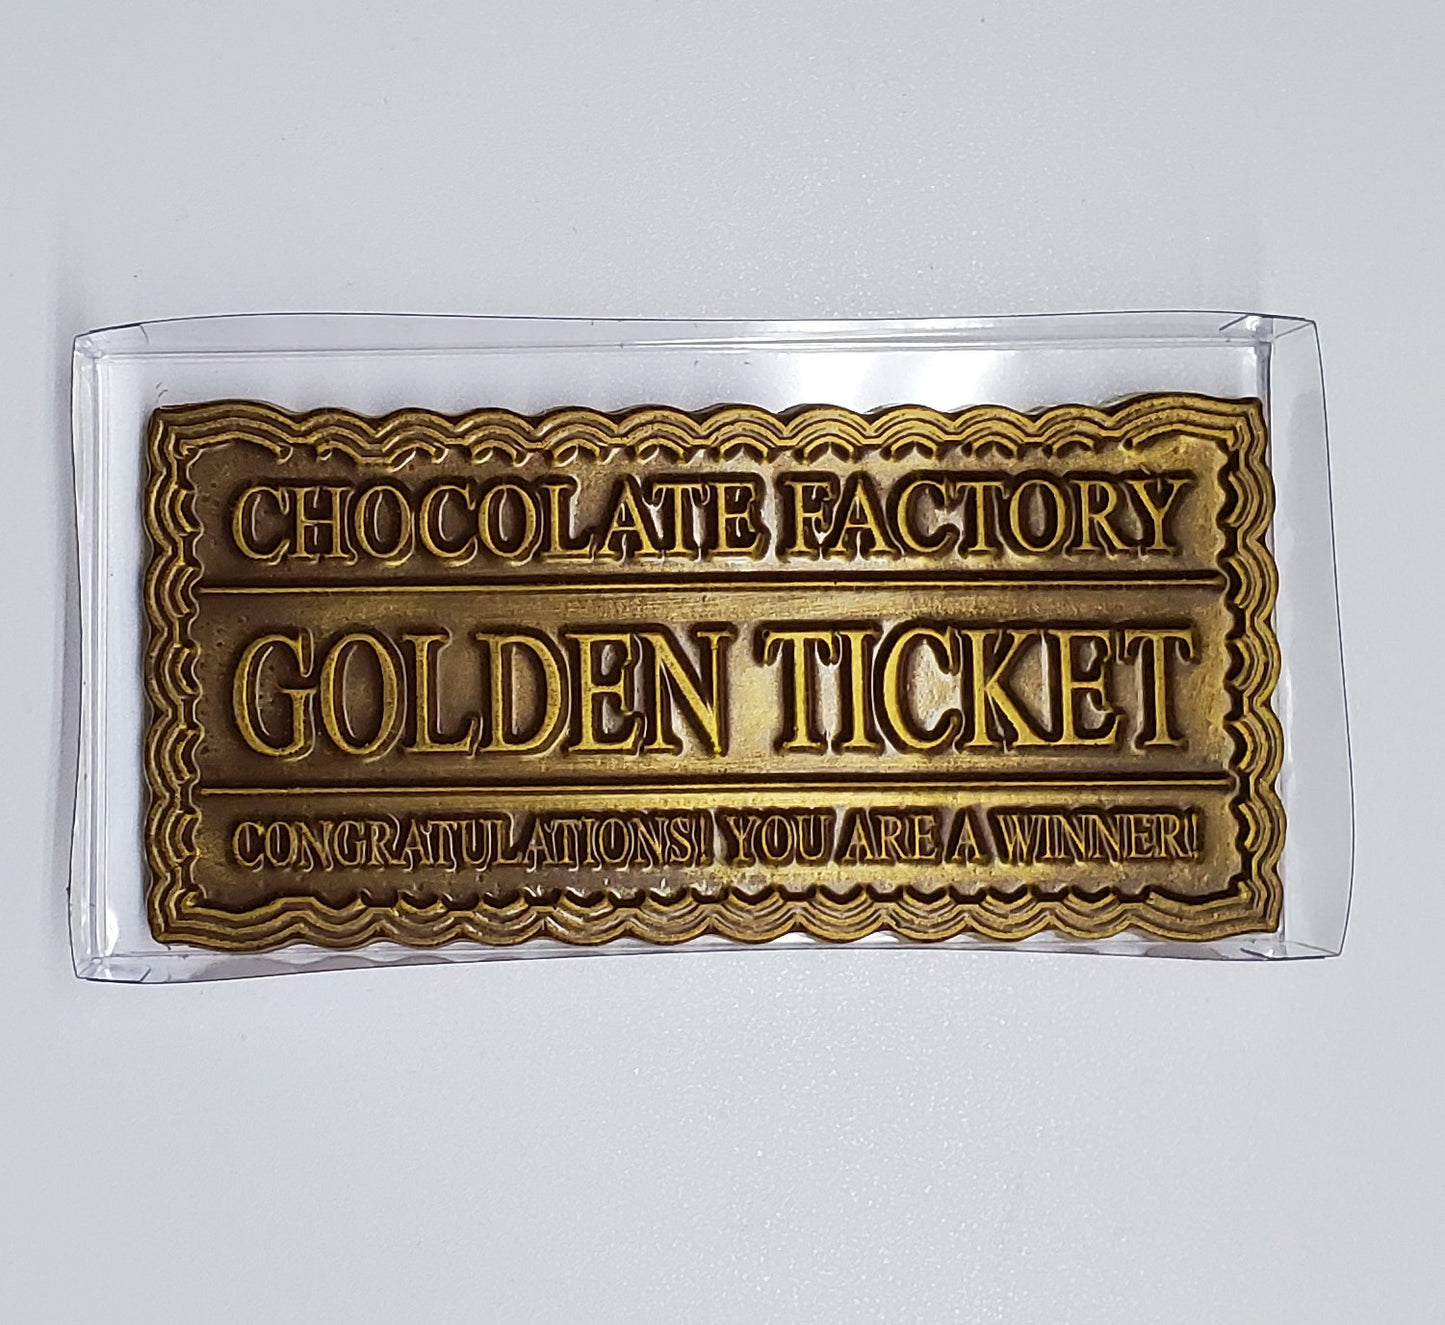 CHOCOLATE FACTORY
GOLDEN TICKET
CONGRATULATIONS! YOU ARE A WINNER!